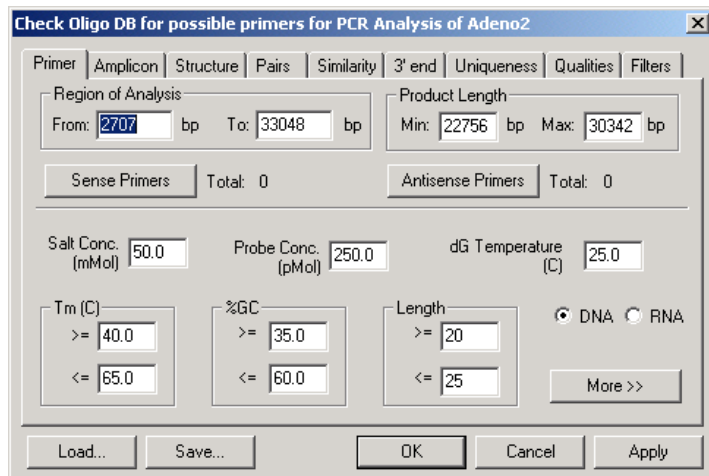 Check Oligo DB for possible primers for PCR Analysis of Adeno2
Primer Amplicon Structure Pairs Similarity 3' end Uniqueness Qualities Filters
Region of Analysis Product Length
From: 2707 bp To: 33048 bp Min: 22756 bp Max: 30342 bp
Sense Primers Total: 0 Antisense Primers Total: 0
Salt Conc. (mMol) 50.0 Probe Conc. (pMol) 250.0 dG Temperature (C) 25.0
Tm (C) %GC Length
>= 40.0 >= 35.0 >= 20 DNA RNA
<= 65.0 <= 60.0 <= 25 More >>
Load... Save... OK Cancel Apply